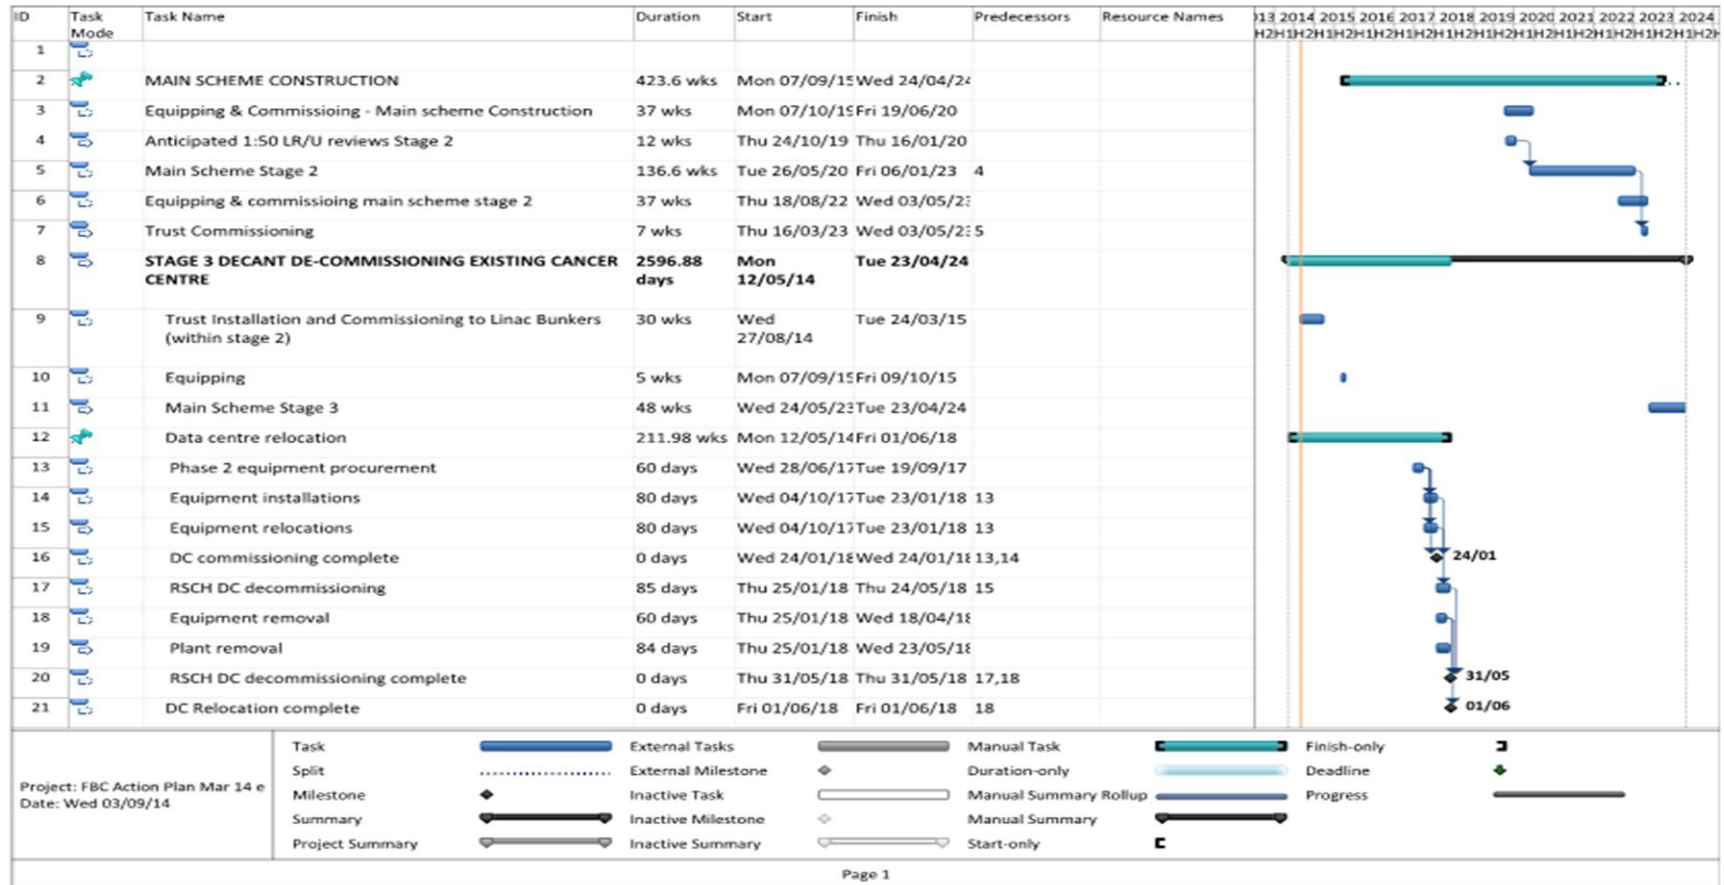 ID Task Mode Task Name Duration Start Finish Predecessors Resource Names 2014 2015 2016 2017 2018 2019 2020 2021 2022 2023 2024
1
2 MAIN SCHEME CONSTRUCTION 423.6 wks Mon 07/09/15 Wed 24/04/24
3 Equipping & Commissioing - Main scheme Construction 37 wks Mon 07/10/19 Fri 19/06/20
4 Anticipated 1:50 LR/U reviews Stage 2 12 wks Thu 24/10/19 Thu 16/01/20
5 Main Scheme Stage 2 136.6 wks Tue 26/05/20 Fri 06/01/23 4
6 Equipping & commissioing main scheme stage 2 37 wks Thu 18/08/22 Wed 03/05/23
7 Trust Commissioning 7 wks Thu 16/03/23 Wed 03/05/23 5
8 STAGE 3 DECANT DE-COMMISSIONING EXISTING CANCER 2596.88 Mon Tue 23/04/24
CENTRE days 12/05/14
9 Trust Installation and Commissioning to Linac Bunkers 30 wks Wed Tue 24/03/15
(within stage 2) 27/08/14
10 Equipping 5 wks Mon 07/09/15 Fri 09/10/15
11 Main Scheme Stage 3 48 wks Wed 24/05/23 Tue 23/04/24
12 Data centre relocation 211.98 wks Mon 12/05/14 Fri 01/06/18
13 Phase 2 equipment procurement 60 days Wed 28/06/17 Tue 19/09/17
14 Equipment installations 80 days Wed 04/10/17 Tue 23/01/18 13
15 Equipment relocations 80 days Wed 04/10/17 Tue 23/01/18 13
16 DC commissioning complete 0 days Wed 24/01/18 Wed 24/01/18 13,14 24/01
17 RSCH DC decommissioning 85 days Thu 25/01/18 Thu 24/05/18 15
18 Equipment removal 60 days Thu 25/01/18 Wed 18/04/18
19 Plant removal 84 days Thu 25/01/18 Wed 23/05/18
20 RSCH DC decommissioning complete 0 days Thu 31/05/18 Thu 31/05/18 17,18 31/05
21 DC Relocation complete 0 days Fri 01/06/18 Fri 01/06/18 18 01/06
Project: FBC Action Plan Mar 14 e
Date: Wed 03/09/14
Task External Tasks Manual Task Finish-only
Split External Milestone Duration-only Deadline
Milestone Inactive Task Manual Summary Rollup Progress
Summary Inactive Milestone Manual Summary
Project Summary Inactive Summary Start-only
Page 1